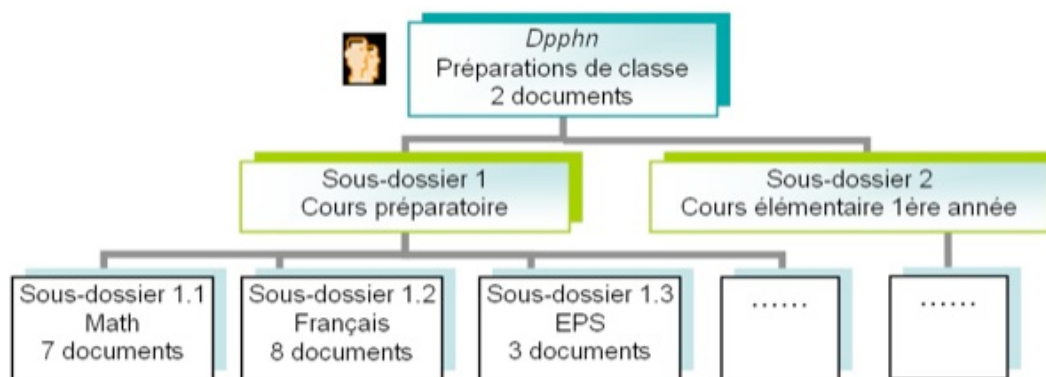 Dpphn
Préparations de classe
2 documents
Sous-dossier 1
Cours préparatoire
Sous-dossier 2
Cours élémentaire 1ère année
Sous-dossier 1.1
Math
7 documents
Sous-dossier 1.2
Français
8 documents
Sous-dossier 1.3
EPS
3 documents
......
......